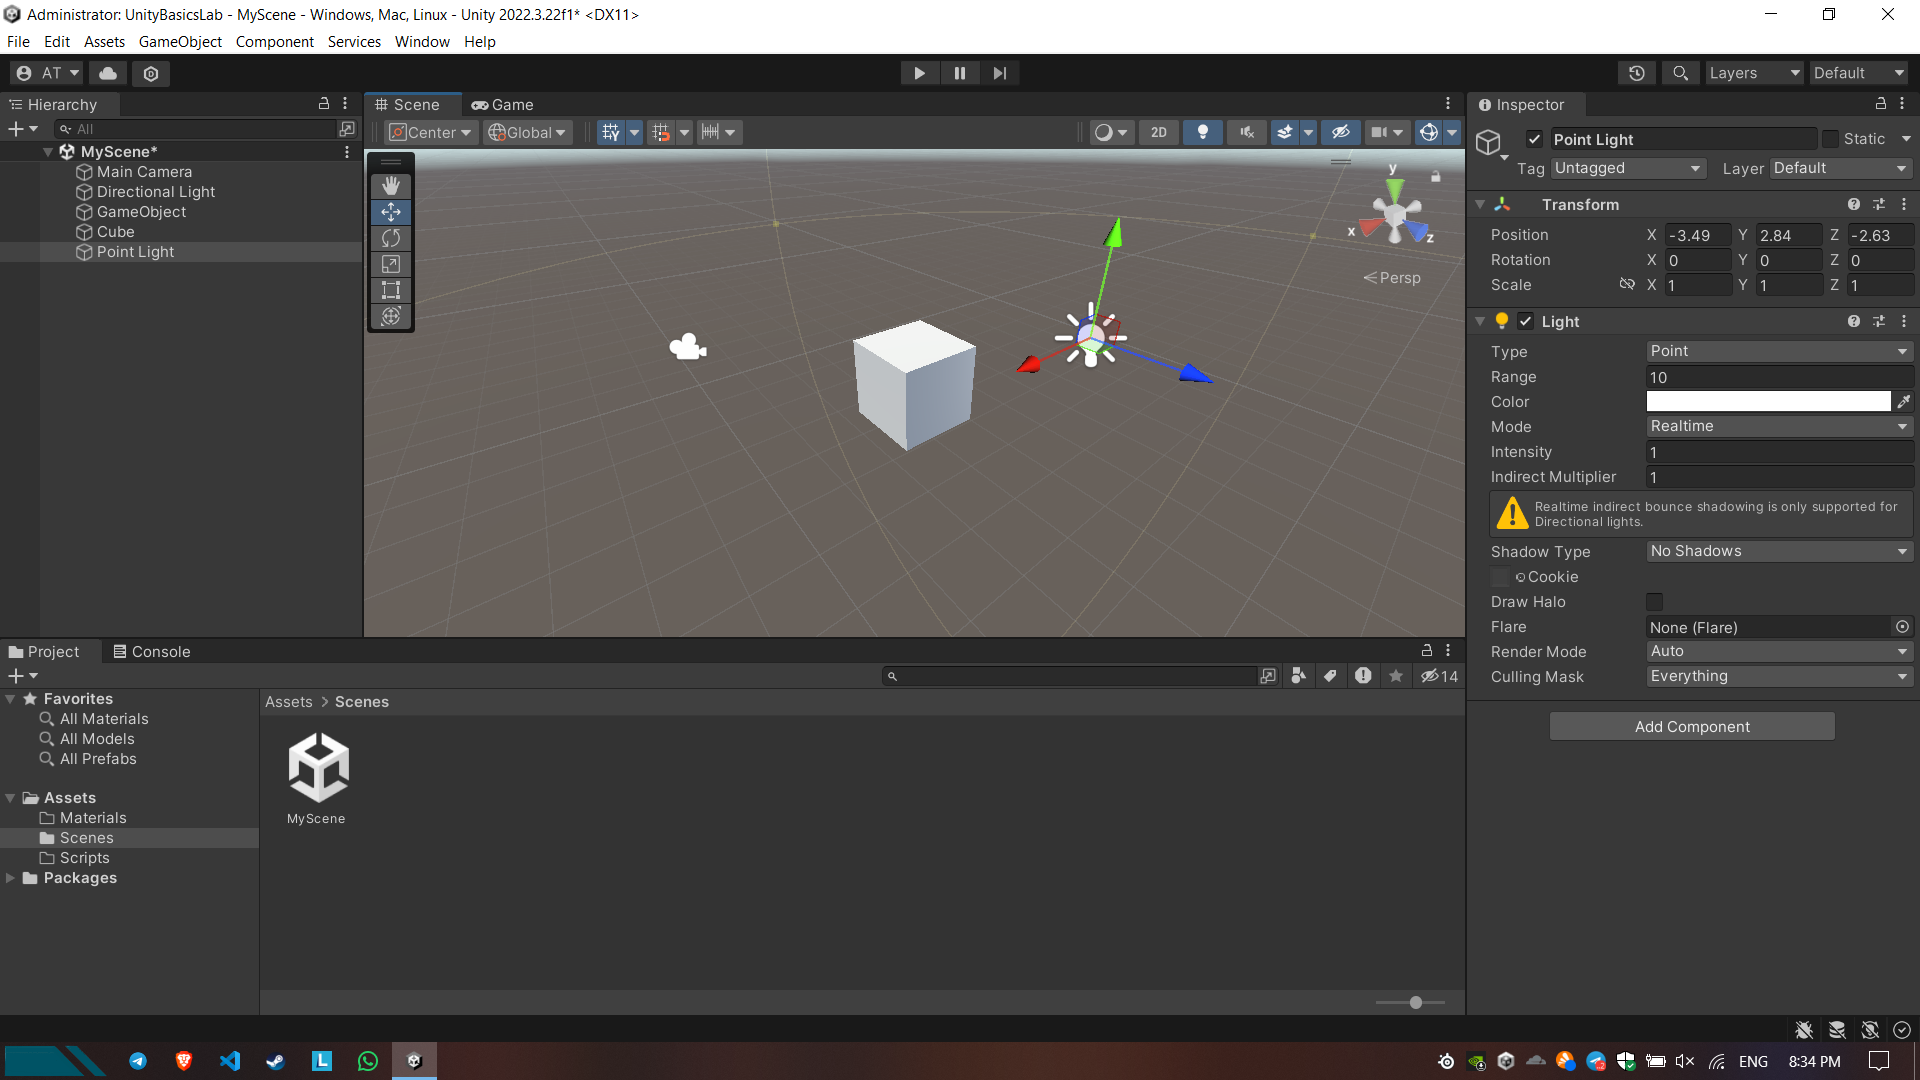 Administrator: UnityBasicsLab - MyScene - Windows, Mac, Linux - Unity 2022.3.22f1* <DX11>
File Edit Assets GameObject Component Services Window Help
AT
Layers
Default
Hierarchy
All
MyScene*
Main Camera
Directional Light
GameObject
Cube
Point Light
Scene
Game
Center
Global
2D
y
x
z
Persp
Inspector
Point Light
Static
Tag Untagged
Layer Default
Transform
Position X -3.49 Y 2.84 Z -2.63
Rotation X 0 Y 0 Z 0
Scale X 1 Y 1 Z 1
Light
Type Point
Range 10
Color
Mode Realtime
Intensity 1
Indirect Multiplier 1
Realtime indirect bounce shadowing is only supported for
Directional lights.
Shadow Type No Shadows
Cookie
Draw Halo
Flare None (Flare)
Render Mode Auto
Culling Mask Everything
Add Component
Project
Console
14
Favorites
All Materials
All Models
All Prefabs
Assets
Materials
Scenes
Scripts
Packages
Assets > Scenes
MyScene
L
ENG
8:34 PM